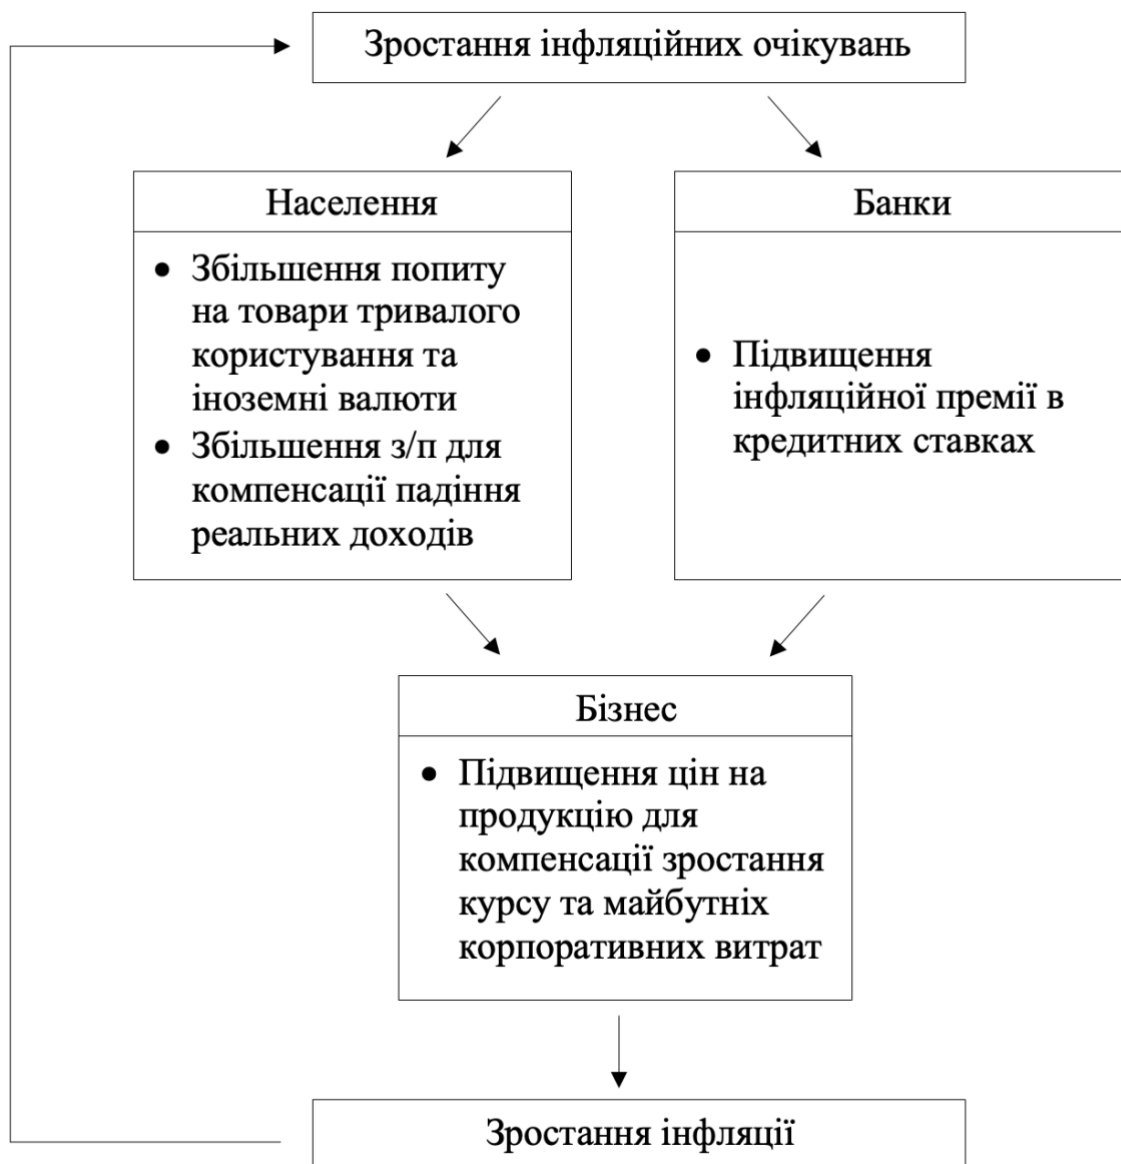 Зростання інфляційних очікувань
Населення
• Збільшення попиту
на товари тривалого
користування та
іноземні валюти
• Збільшення з/п для
компенсації падіння
реальних доходів
Банки
• Підвищення
інфляційної премії в
кредитних ставках
Бізнес
• Підвищення цін на
продукцію для
компенсації зростання
курсу та майбутніх
корпоративних витрат
Зростання інфляції